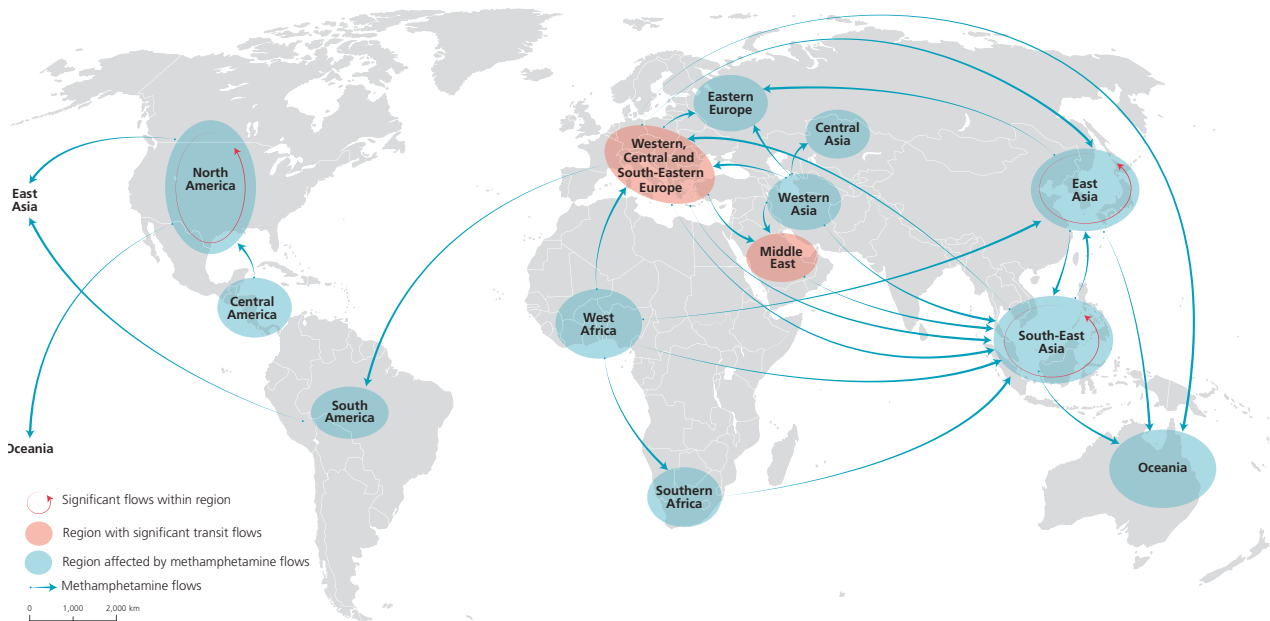 Eastern
Europe
Central
Asia
Western,
Central and
South-Eastern
Europe
North
America
East
Asia
East
Asia
Western
Asia
Middle
East
Central
America
West
Africa
South-East
Asia
South
America
Oceania
Oceania
Southern
Africa
Significant flows within region
Region with significant transit flows
Region affected by methamphetamine flows
Methamphetamine flows
0 1,000 2,000 km